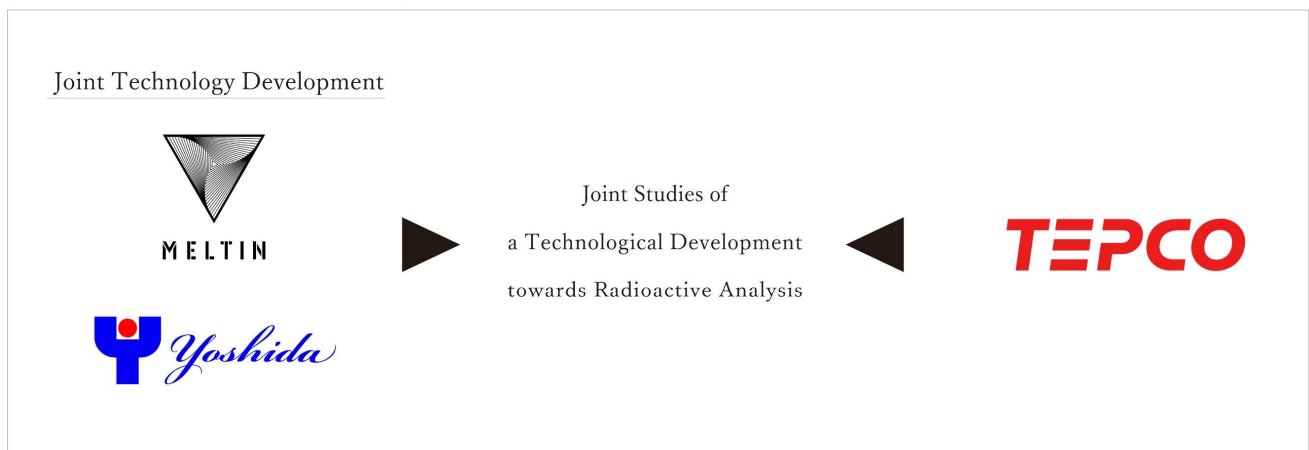 Joint Technology Development
MELTIN
Yoshida
Joint Studies of
a Technological Development
towards Radioactive Analysis
TEPCO